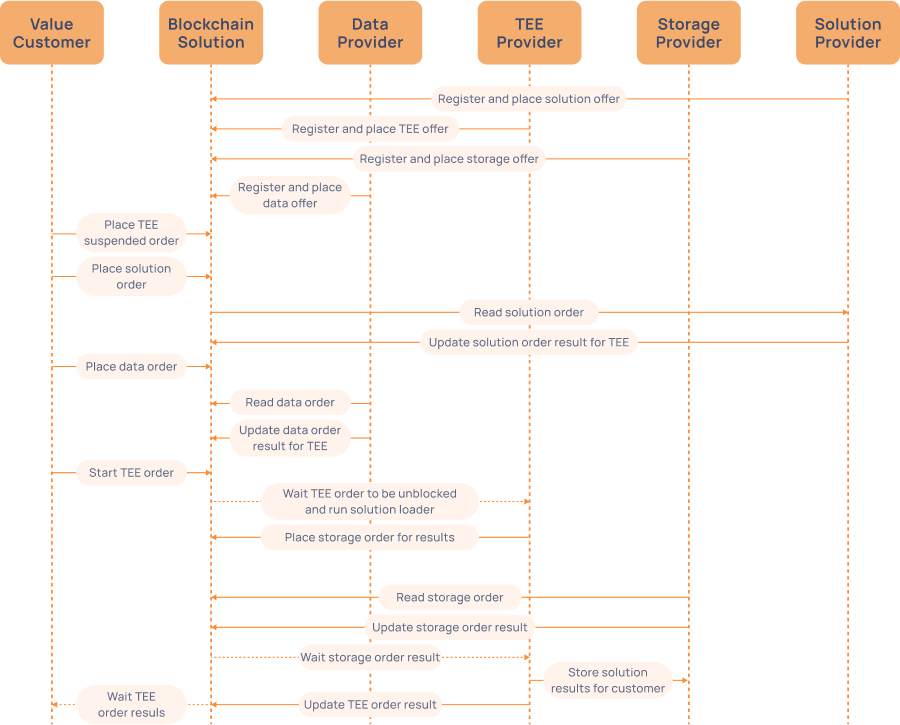 Value
Customer
Blockchain
Solution
Data
Provider
TEE
Provider
Storage
Provider
Solution
Provider
Register and place solution offer
Register and place TEE offer
Register and place storage offer
Register and place
data offer
Place TEE
suspended order
Place solution
order
Read solution order
Update solution order result for TEE
Place data order
Read data order
Update data order
result for TEE
Start TEE order
Wait TEE order to be unblocked
and run solution loader
Place storage order for results
Read storage order
Update storage order result
Wait storage order result
Store solution
results for customer
Wait TEE
order resuls
Update TEE order result